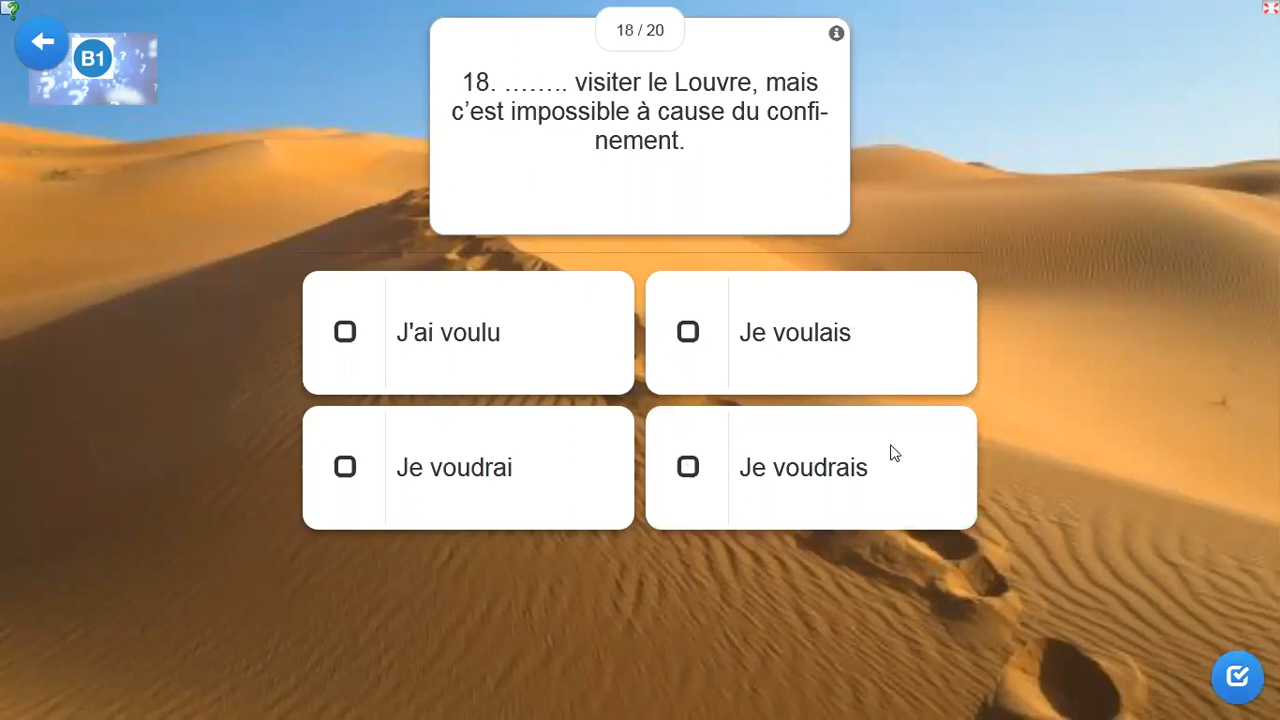 B1
18 / 20
18. …….. visiter le Louvre, mais
c’est impossible à cause du confi-
nement.
J'ai voulu
Je voulais
Je voudrai
Je voudrais